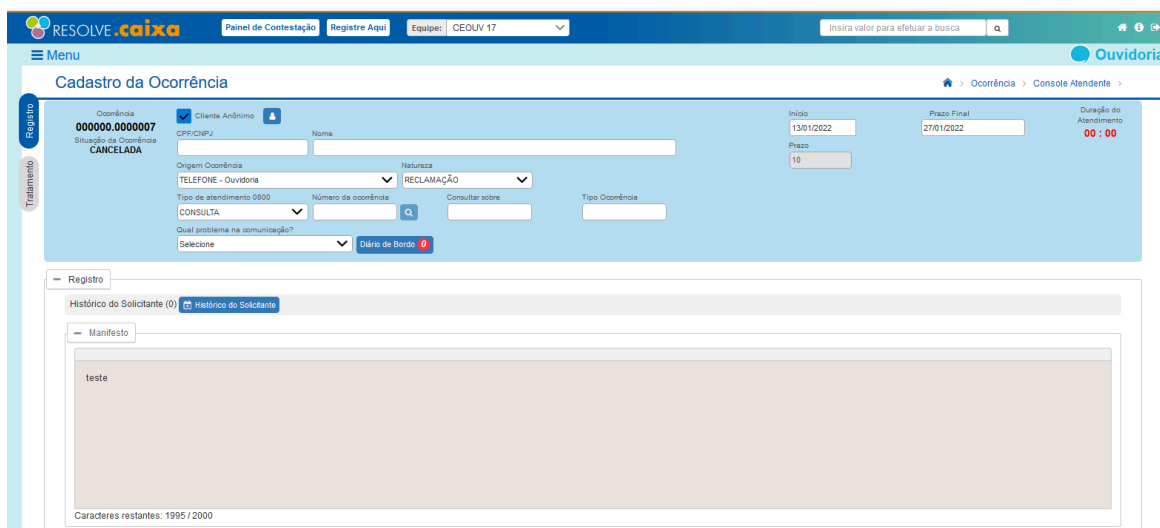 RESOLVE.caixa
Painel de Contestação Registre Aqui Equipe: CEOUV 17 Insira valor para efetuar a busca
Menu Ouvidoria
Cadastro da Ocorrência Ocorrência > Console Atendente >
Registro
Tratamento
Ocorrência
000000.0000007
Situação da Ocorrência
CANCELADA
Cliente Anônimo
CPF/CNPJ Nome
Origem Ocorrência Natureza
TELEFONE - Ouvidoria RECLAMAÇÃO
Tipo de atendimento 0800 Número da ocorrência Consultar sobre Tipo Ocorrência
CONSULTA
Qual problema na comunicação?
Selecione Diário de Bordo 0
Início Prazo Final
13/01/2022 27/01/2022
Prazo
10
Duração do
Atendimento
00 : 00
Registro
Histórico do Solicitante (0) Histórico do Solicitante
Manifesto
teste
Caracteres restantes: 1995 / 2000